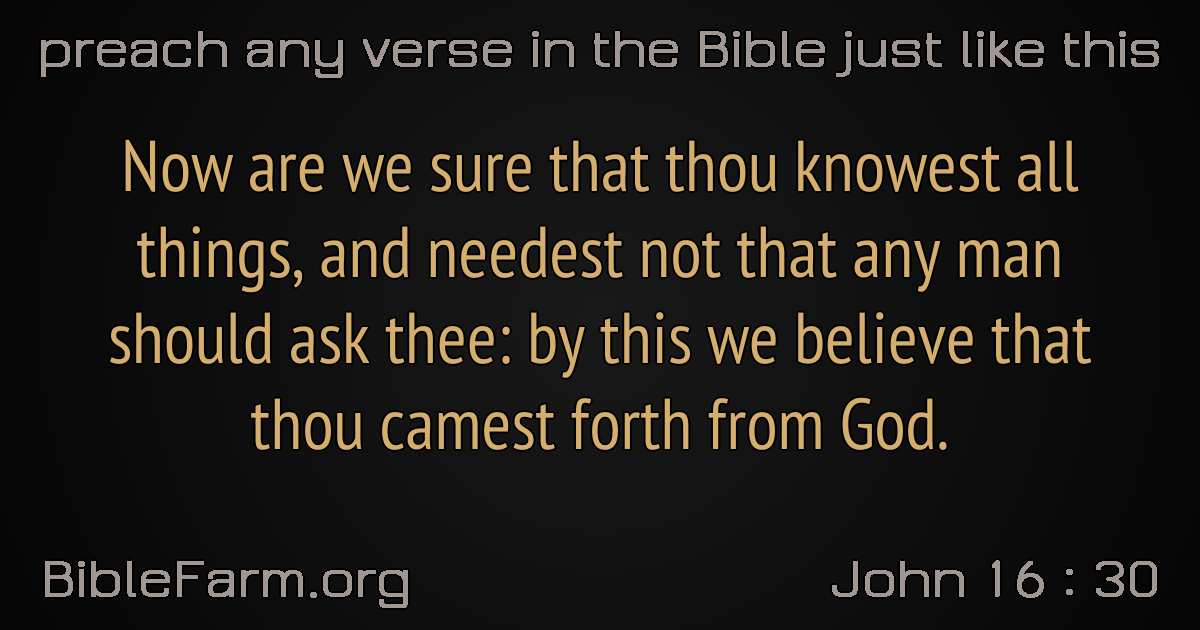 preach any verse in the Bible just like this
Now are we sure that thou knowest all
things, and needest not that any man
should ask thee: by this we believe that
thou camest forth from God.
BibleFarm.org
John 16 : 30